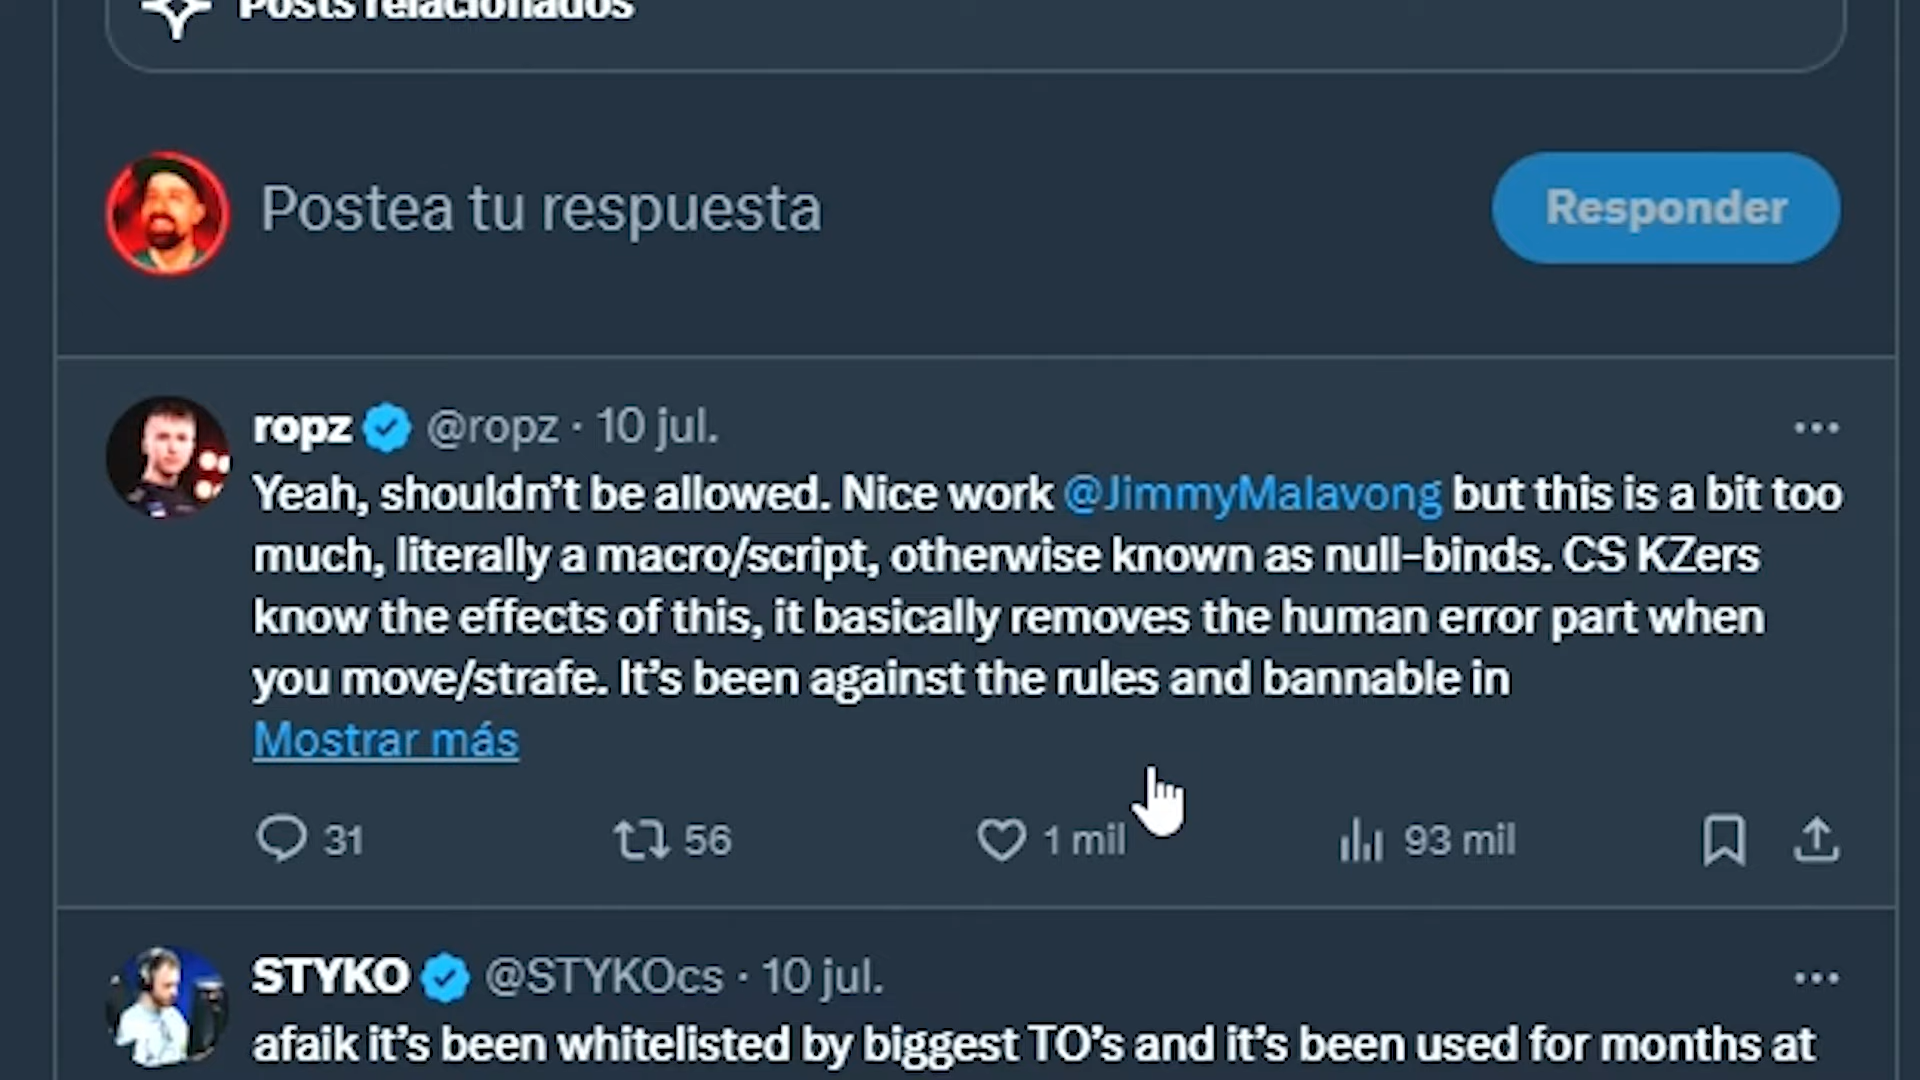 Posts relacionados
Postea tu respuesta
Responder
ropz @ropz · 10 jul.
Yeah, shouldn’t be allowed. Nice work @JimmyMalavong but this is a bit too
much, literally a macro/script, otherwise known as null-binds. CS KZers
know the effects of this, it basically removes the human error part when
you move/strafe. It’s been against the rules and bannable in
Mostrar más
31 56 1 mil 93 mil
STYKO @STYKOcs · 10 jul.
afaik it’s been whitelisted by biggest TO’s and it’s been used for months at